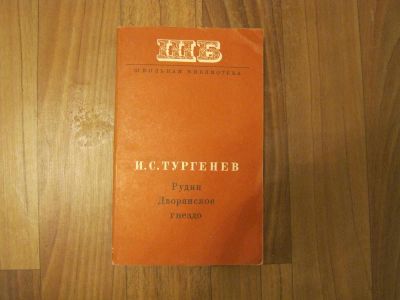 ШБ
ШКОЛЬНАЯ БИБЛИОТЕКА
И.С.ТУРГЕНЕВ
Рудин
Дворянское
гнездо